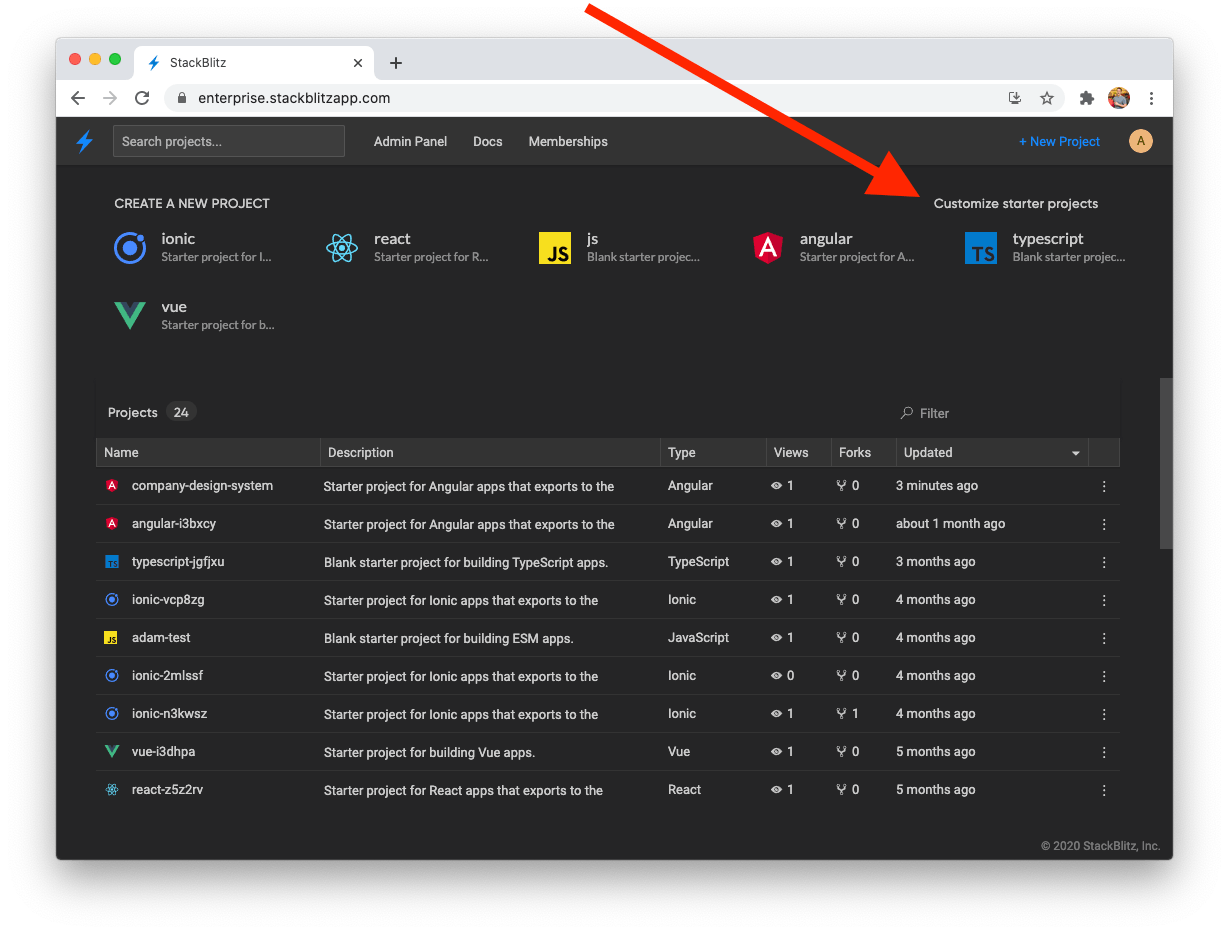 StackBlitz
enterprise.stackblitzapp.com
Search projects... Admin Panel Docs Memberships + New Project A
CREATE A NEW PROJECT Customize starter projects
ionic react JS js A angular TS typescript
Starter project for I... Starter project for R... Blank starter projec... Starter project for A... Blank starter projec...
vue
Starter project for b...
Projects 24 Filter
Name Description Type Views Forks Updated
A company-design-system Starter project for Angular apps that exports to the Angular 1 0 3 minutes ago
A angular-i3bxcy Starter project for Angular apps that exports to the Angular 1 0 about 1 month ago
TS typescript-jgfjxu Blank starter project for building TypeScript apps. TypeScript 1 0 3 months ago
ionic-vcp8zg Starter project for Ionic apps that exports to the Ionic 1 0 4 months ago
JS adam-test Blank starter project for building ESM apps. JavaScript 1 0 4 months ago
ionic-2mlssf Starter project for Ionic apps that exports to the Ionic 0 0 4 months ago
ionic-n3kwsz Starter project for Ionic apps that exports to the Ionic 1 1 4 months ago
vue-i3dhpa Starter project for building Vue apps. Vue 1 0 5 months ago
react-z5z2rv Starter project for React apps that exports to the React 1 0 5 months ago
© 2020 StackBlitz, Inc.